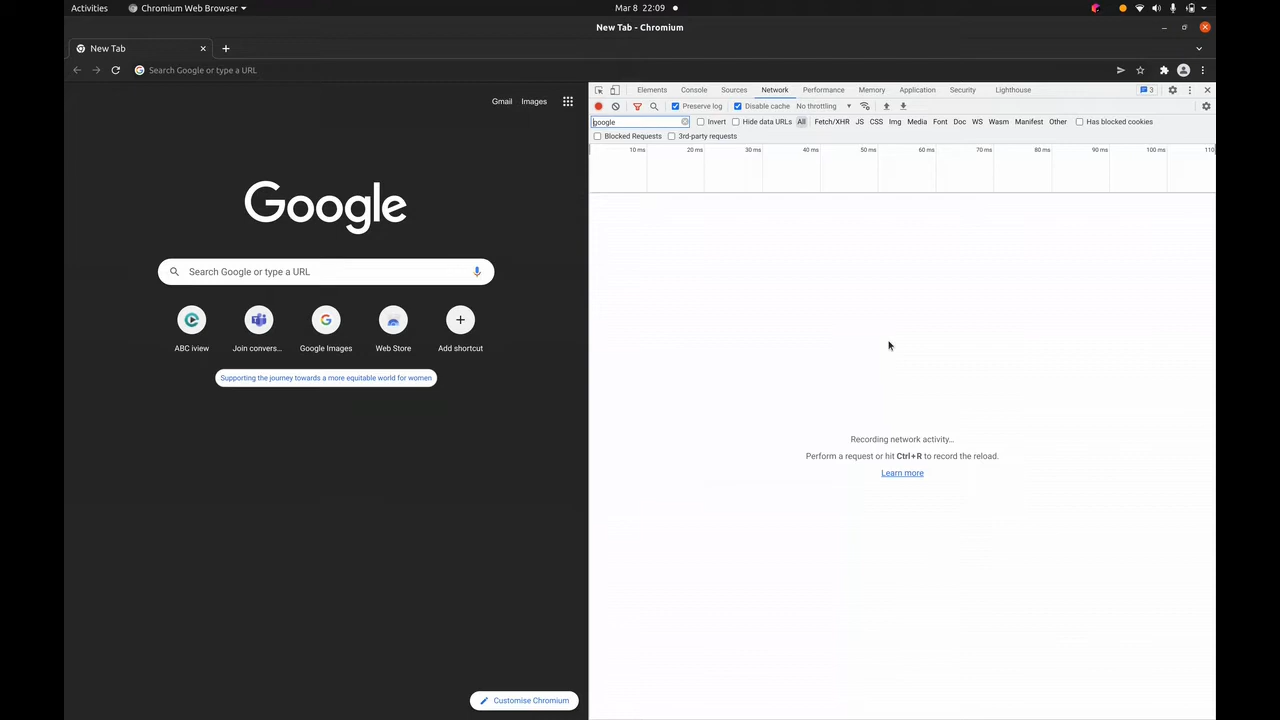 Activities Chromium Web Browser Mar 8 22:09
New Tab - Chromium
New Tab
Search Google or type a URL
Gmail Images
Google
Search Google or type a URL
ABC iview Join convers... Google Images Web Store Add shortcut
Supporting the journey towards a more equitable world for women
Customise Chromium
Elements Console Sources Network Performance Memory Application Security Lighthouse 3
Preserve log Disable cache No throttling
google Invert Hide data URLs All Fetch/XHR JS CSS Img Media Font Doc WS Wasm Manifest Other Has blocked cookies
Blocked Requests 3rd-party requests
10 ms 20 ms 30 ms 40 ms 50 ms 60 ms 70 ms 80 ms 90 ms 100 ms 110
Recording network activity...
Perform a request or hit Ctrl+R to record the reload.
Learn more